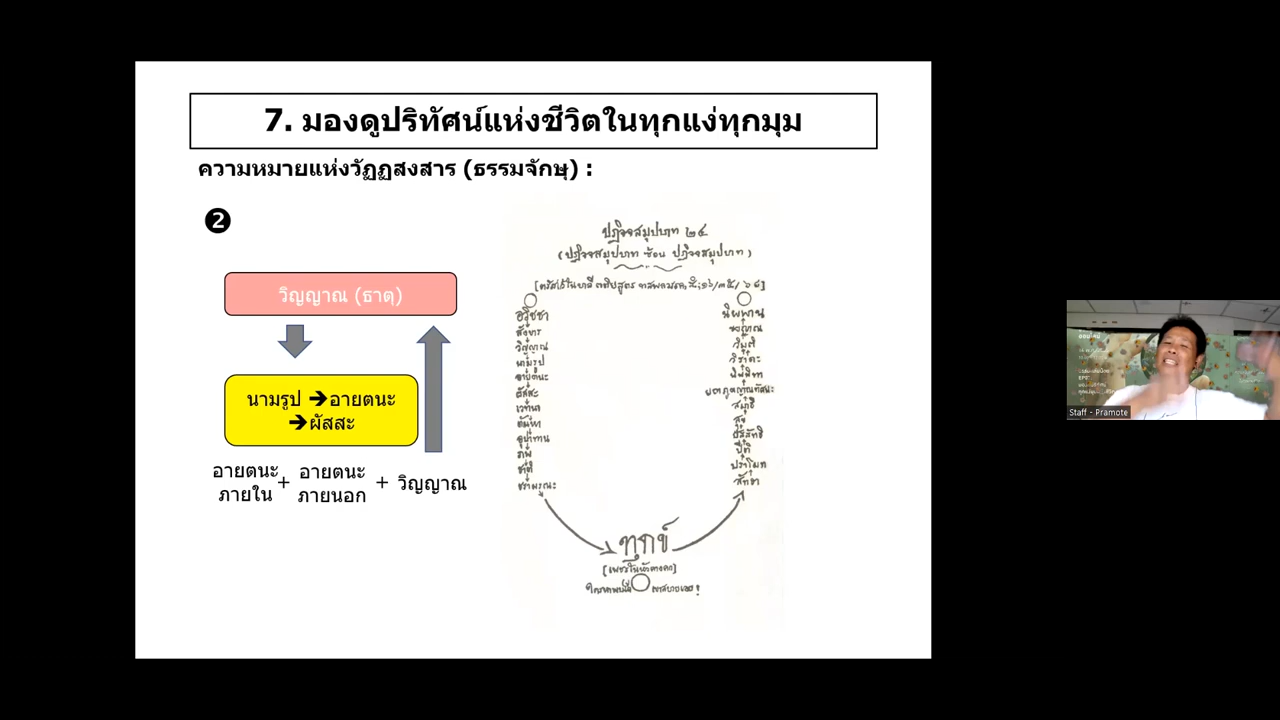 7. มองดูปริทัศน์แห่งชีวิตในทุกแง่ทุกมุม
ความหมายแห่งวัฏฏสงสาร (ธรรมจักษุ) :
❷
วิญญาณ (ธาตุ)
นามรูป ➔อายตนะ
➔ผัสสะ
อายตนะ + อายตนะ + วิญญาณ
ภายใน ภายนอก
ปฏิจจสมุปบาท ๒๔
(ปฏิจจสมุปบาท ซ้อน ปฏิจจสมุปบาท)
อวิชชา
สังขาร
วิญญาณ
นามรูป
อายตนะ
ผัสสะ
เวทนา
ตัณหา
อุปาทาน
ภพ
ชาติ
ชรามรณะ
นิพพาน
วิมุตติ
วิราคะ
นิพพิทา
ยถาภูตญาณทัสนะ
สมาธิ
สุข
ปัสสัทธิ
ปีติ
ปราโมท
สัทธา
ทุกข์
Staff - Pramote